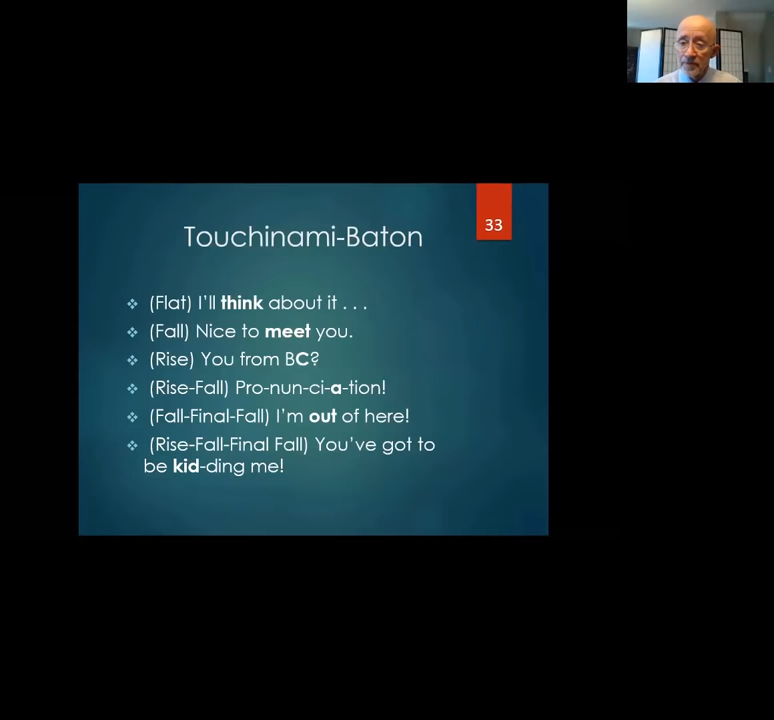 33
Touchinami-Baton
(Flat) I'll think about it . . .
(Fall) Nice to meet you.
(Rise) You from BC?
(Rise-Fall) Pro-nun-ci-a-tion!
(Fall-Final-Fall) I'm out of here!
(Rise-Fall-Final Fall) You've got to
be kid-ding me!